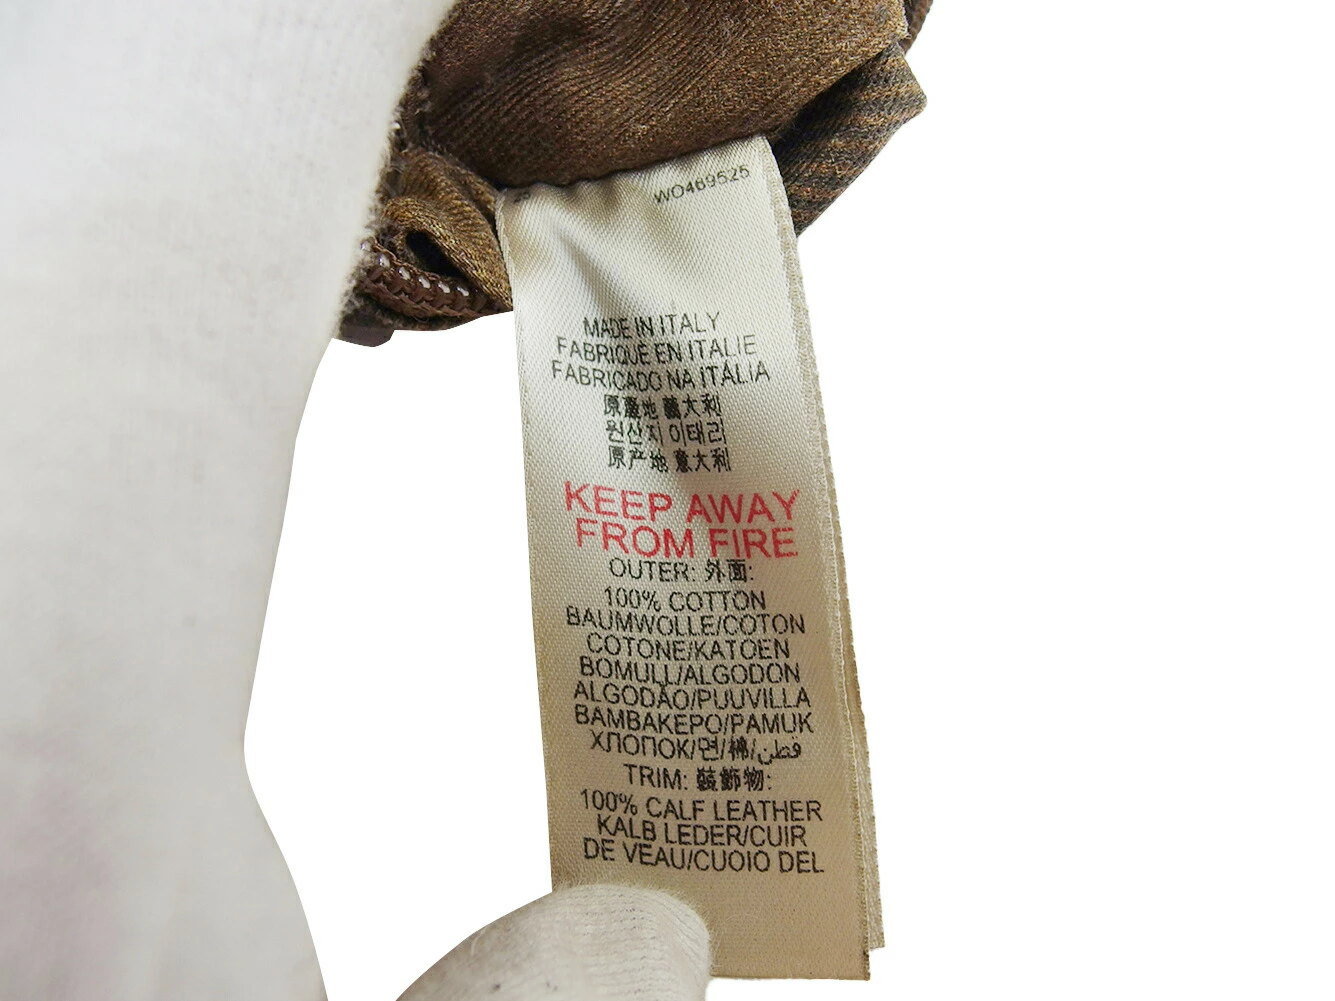 WO469525
MADE IN ITALY
FABRIQUE EN ITALIE
FABRICADO NA ITÁLIA
原產地 義大利
원산지 이태리
原产地 意大利
KEEP AWAY
FROM FIRE
OUTER: 外面:
100% COTTON
BAUMWOLLE/COTON
COTONE/KATOEN
BOMULL/ALGODON
ALGODÃO/PUUVILLA
BAMBAKEPO/PAMUK
ХЛОПОК/면/棉/قطن
TRIM: 裝飾物:
100% CALF LEATHER
KALB LEDER/CUIR
DE VEAU/CUOIO DEL